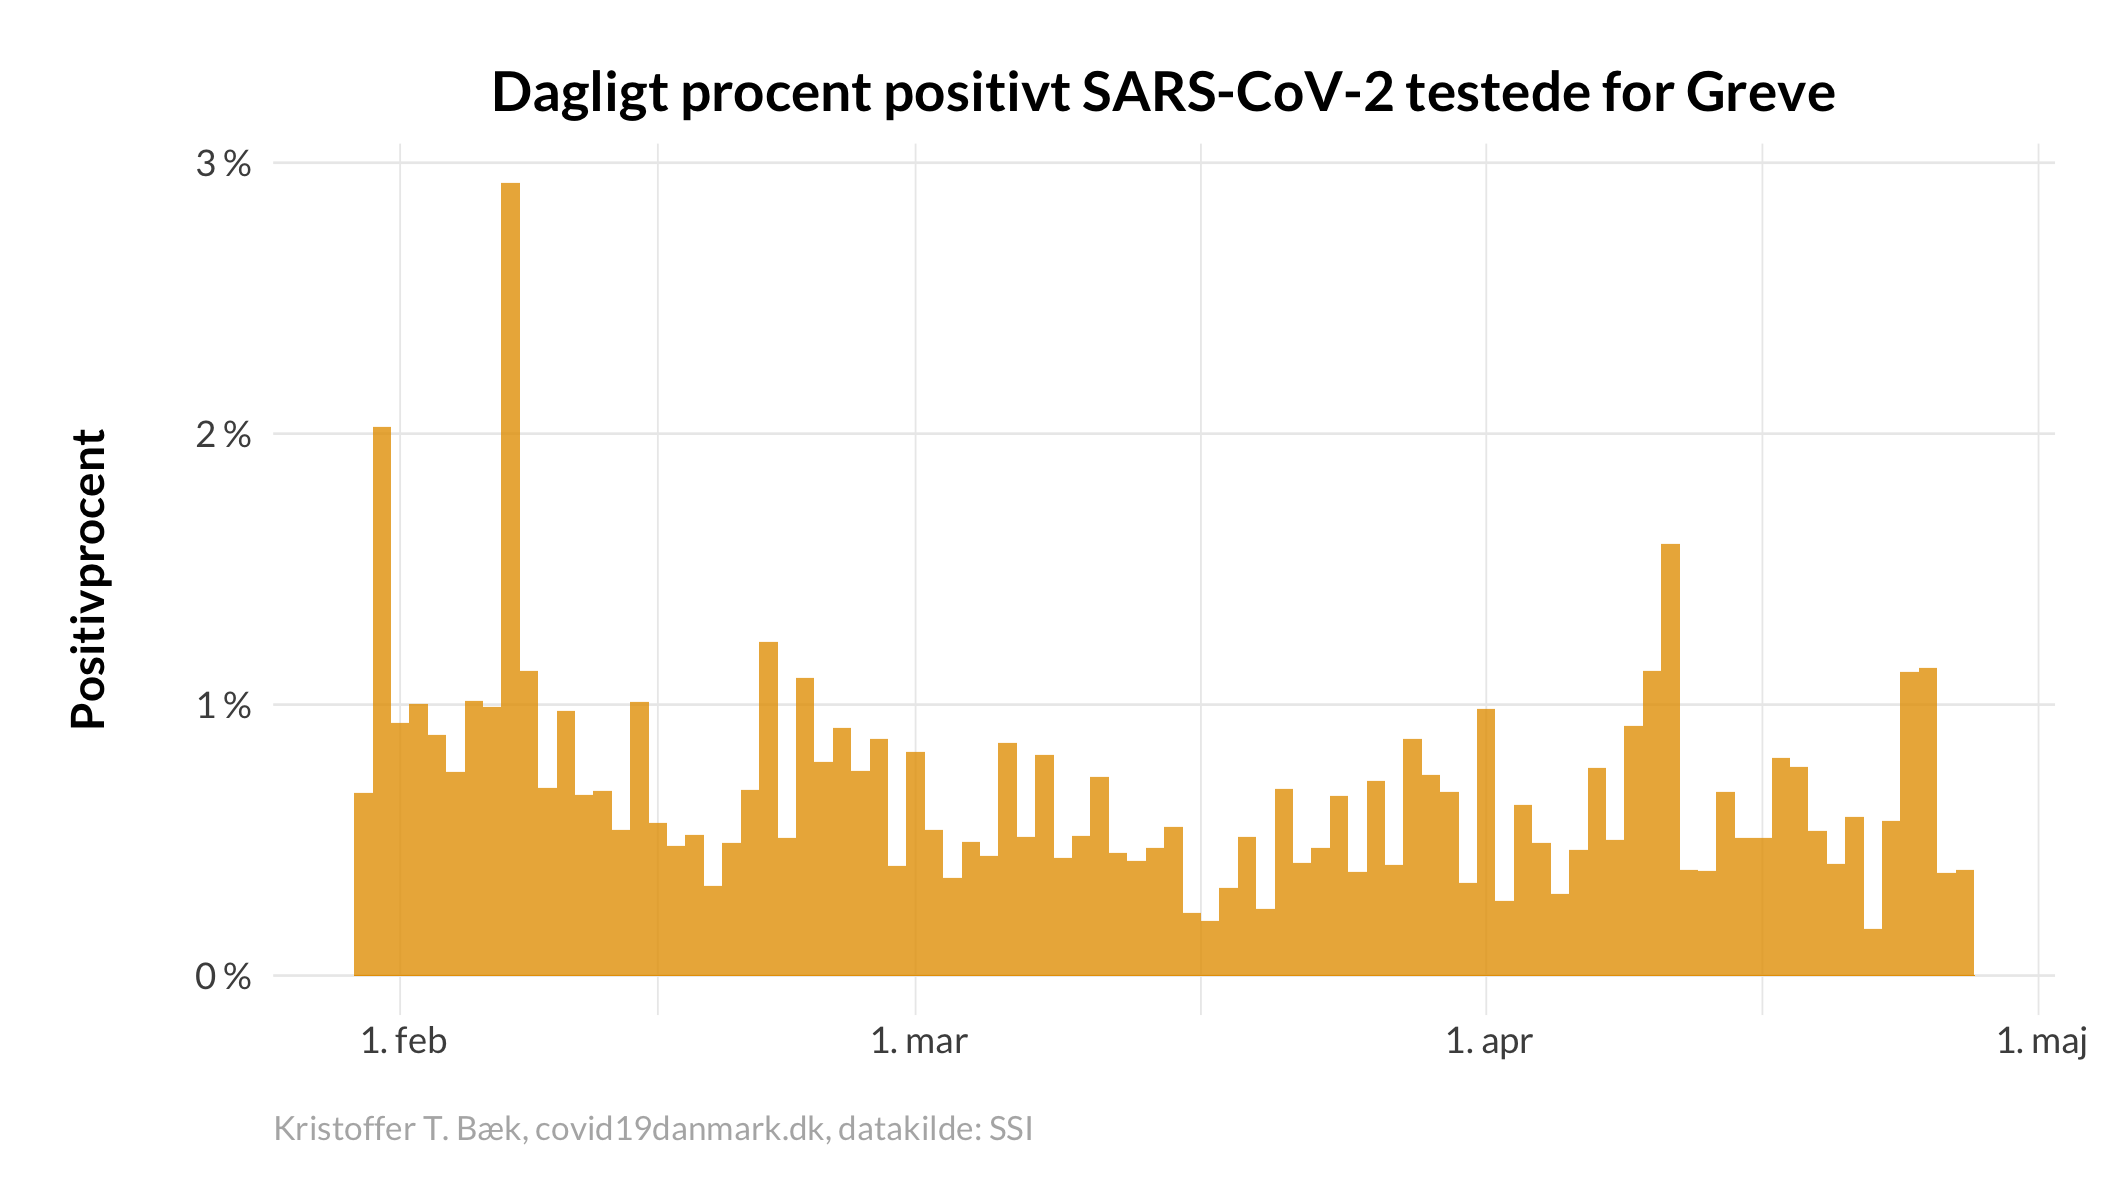 Dagligt procent positivt SARS-CoV-2 testede for Greve
3 %
2 %
1 %
0 %
Positivprocent
1. feb
1. mar
1. apr
1. maj
Kristoffer T. Bæk, covid19danmark.dk, datakilde: SSI